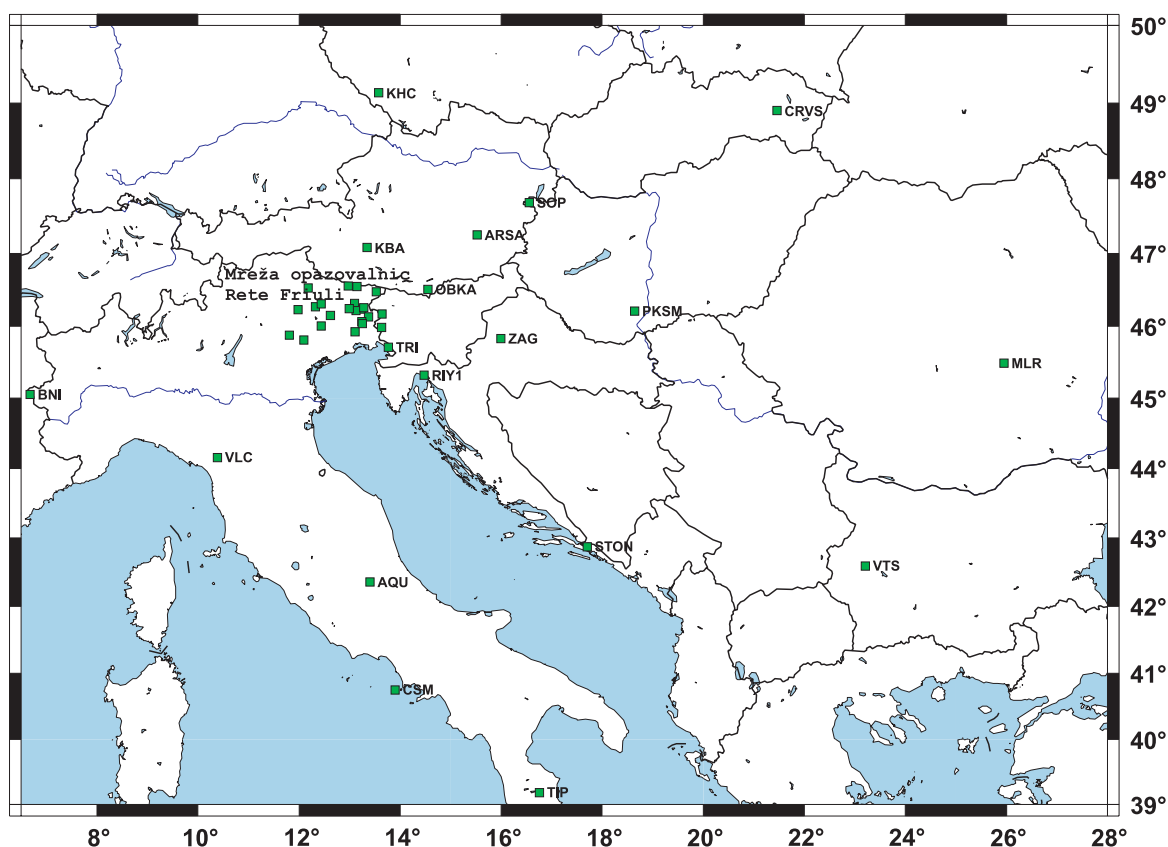 50°
KHC
CRVS
49°
48°
SOP
ARSA
KBA
47°
Mreža opazovalnic
Rete Friuli
OBKA
PKSM
46°
ZAG
TRI
MLR
RIY1
BNI
45°
VLC
44°
STON
43°
VTS
AQU
42°
CSM
41°
40°
TIP
39°
8° 10° 12° 14° 16° 18° 20° 22° 24° 26° 28°